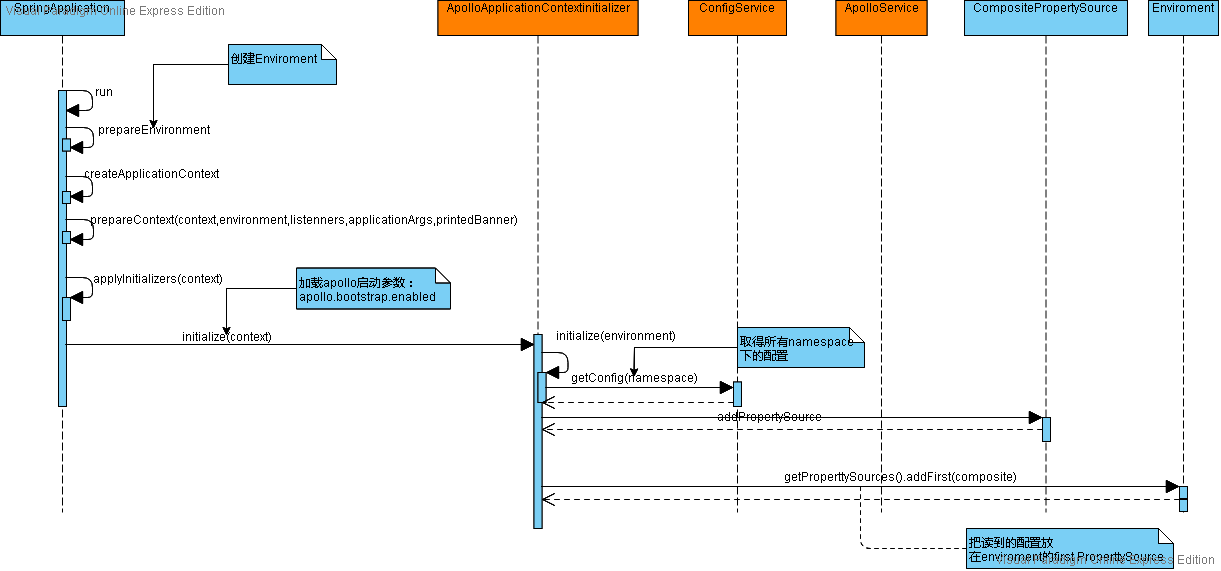 Visual Paradigm Online Express Edition
SpringApplication
ApolloApplicationContextinitializer
ConfigService
ApolloService
CompositePropertySource
Enviroment
创建Enviroment
run
prepareEnvironment
createApplicationContext
prepareContext(context,environment,listenners,applicationArgs,printedBanner)
applyInitializers(context)
加载apollo启动参数：
apollo.bootstrap.enabled
initialize(context)
initialize(environment)
取得所有namespace
下的配置
getConfig(namespace)
addPropertySource
getProperttySources().addFirst(composite)
把读到的配置放
在enviroment的first ProperttySource
Visual Paradigm Online Express Edition